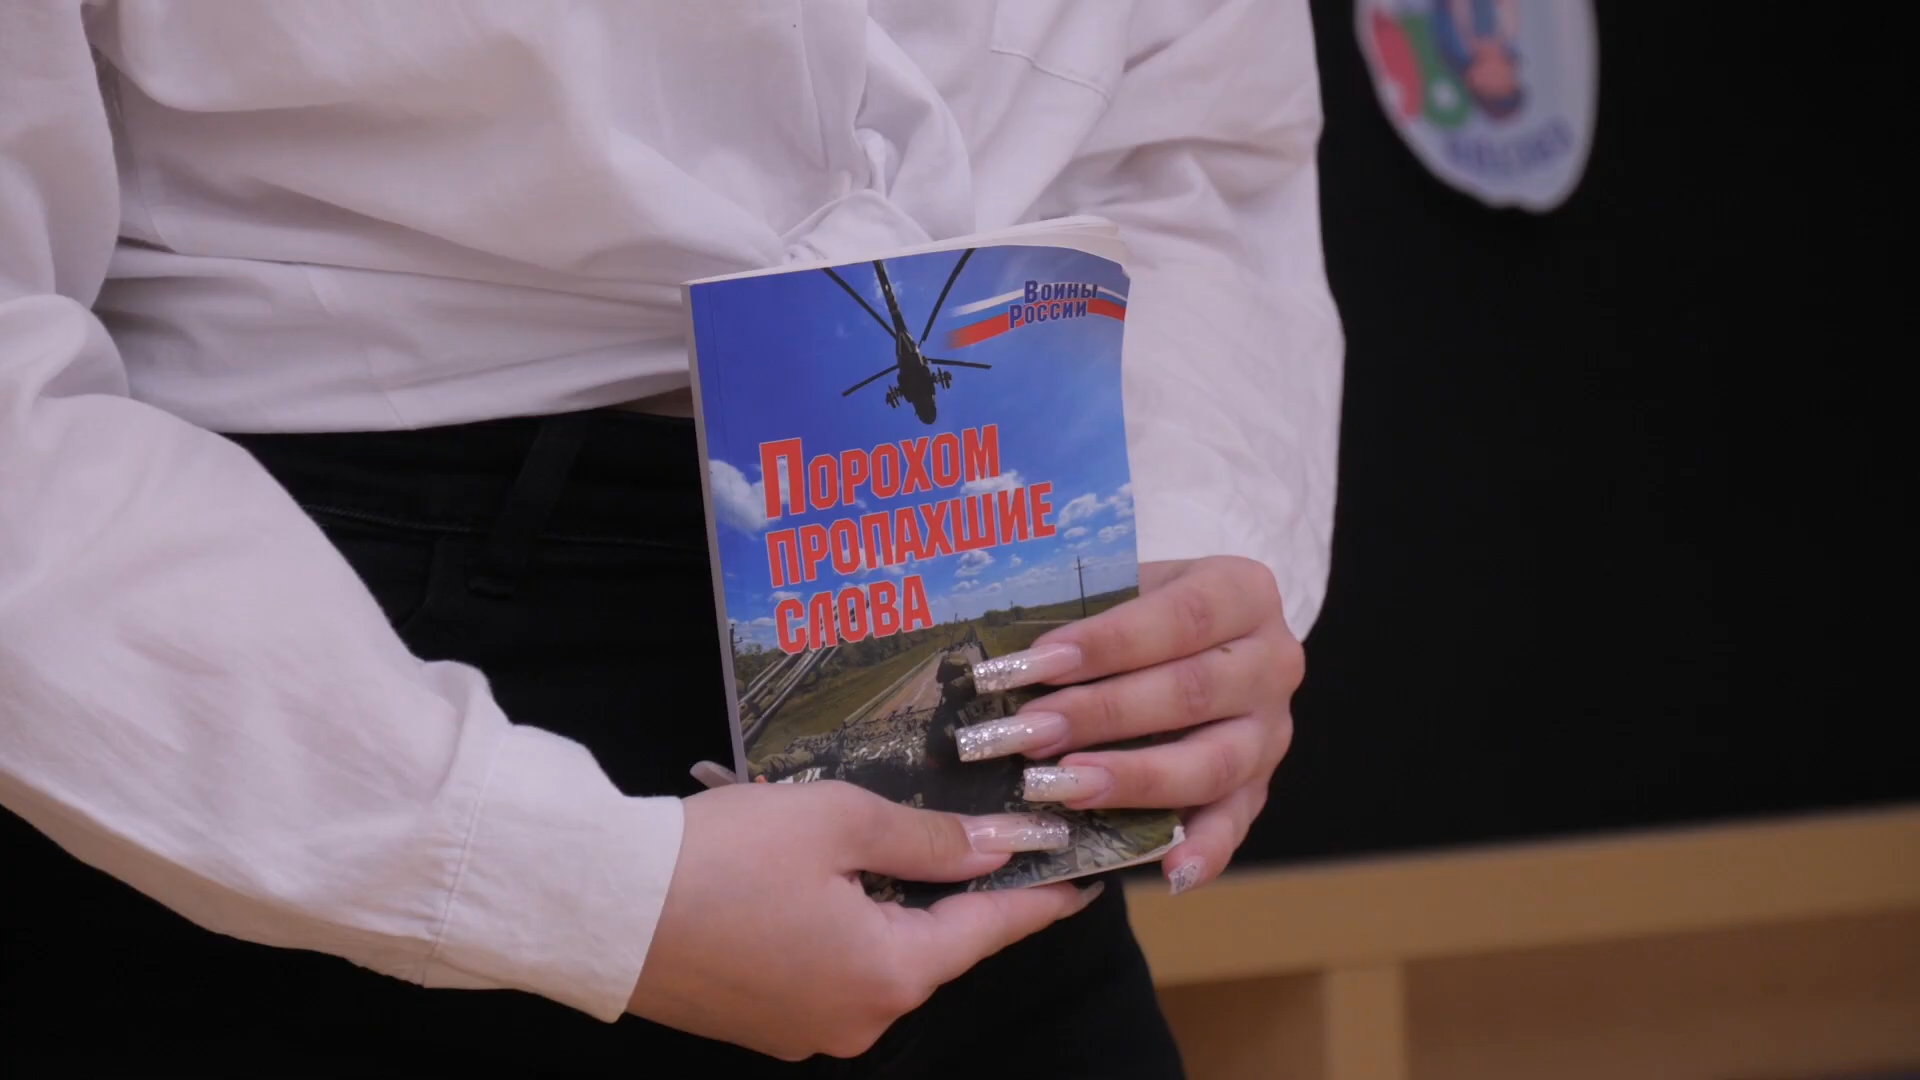 Воины
России
Порохом
пропахшие
слова